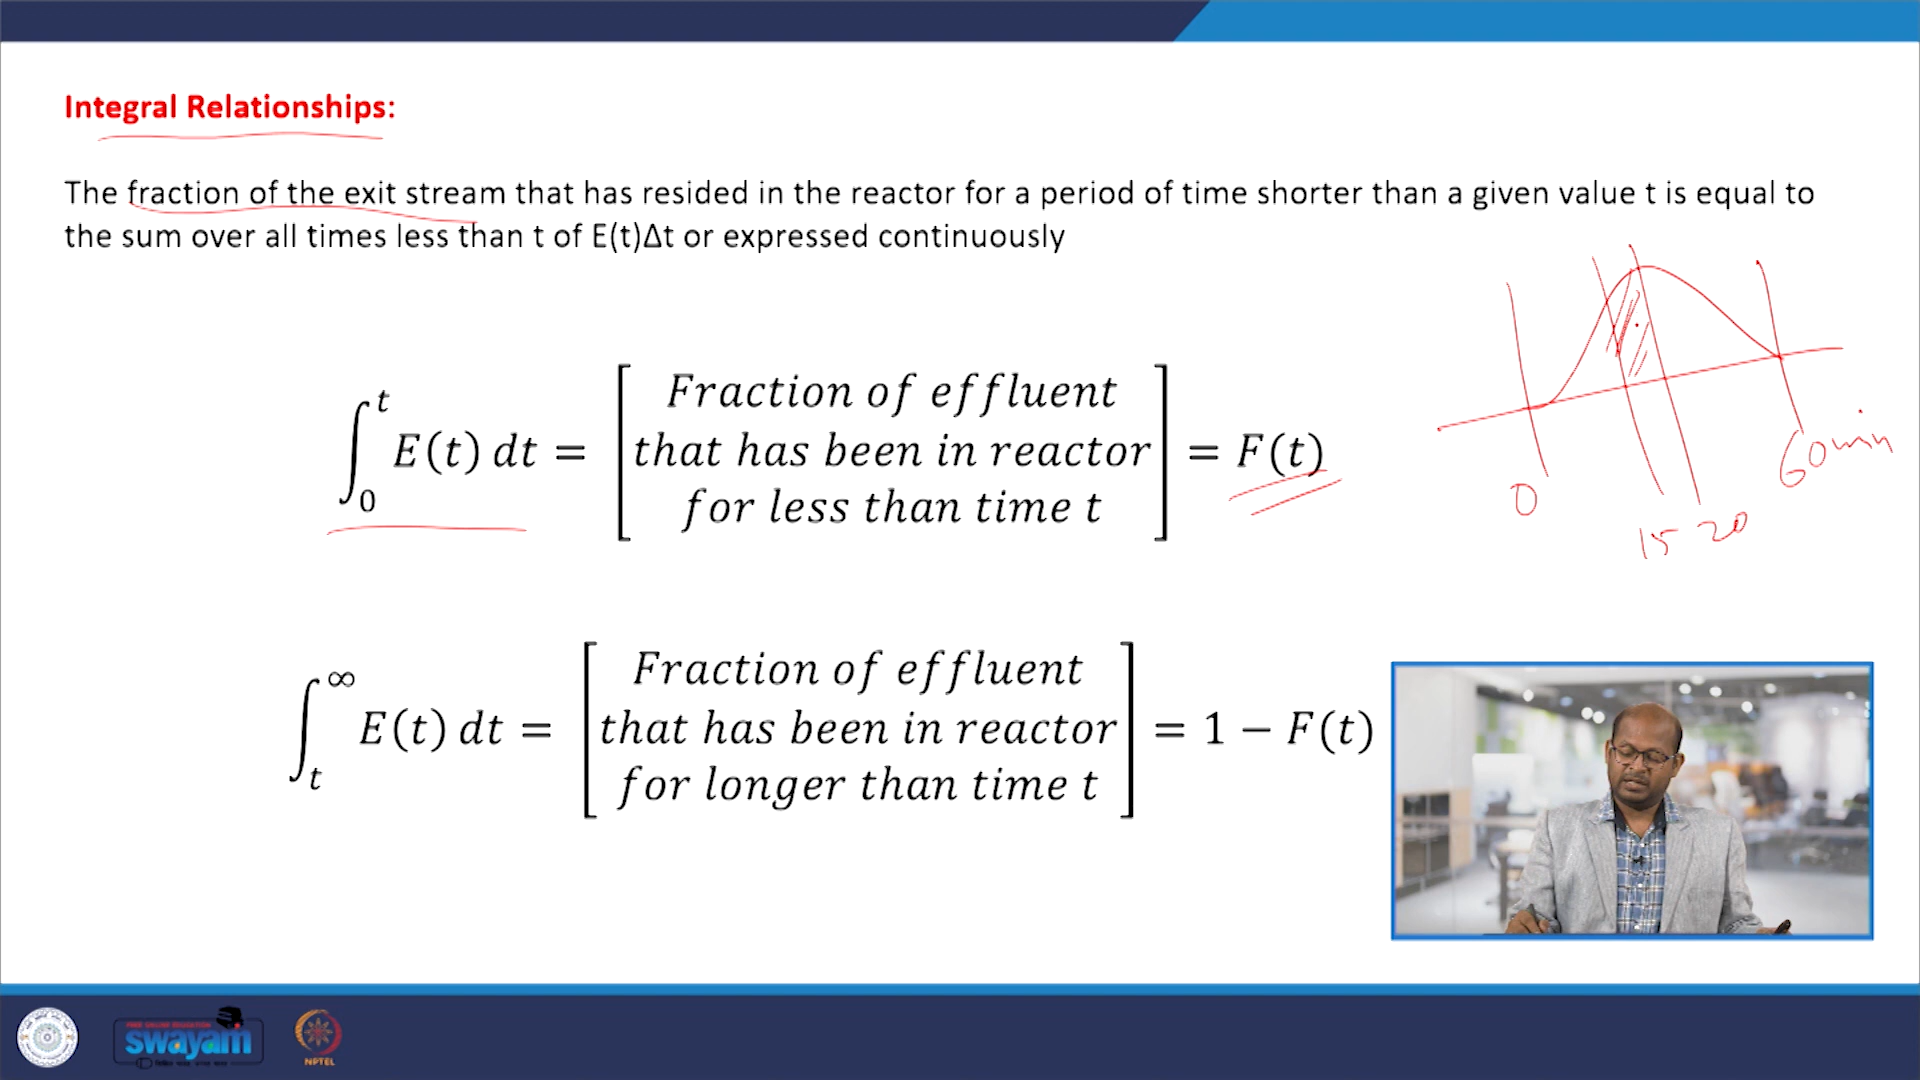 Integral Relationships:
The fraction of the exit stream that has resided in the reactor for a period of time shorter than a given value t is equal to
the sum over all times less than t of E(t)Δt or expressed continuously
∫₀ᵗ E(t) dt = [Fraction of effluent
that has been in reactor
for less than time t] = F(t)
0
15 20
60 min
∫ₜ^∞ E(t) dt = [Fraction of effluent
that has been in reactor
for longer than time t] = 1 − F(t)
swayam
NPTEL